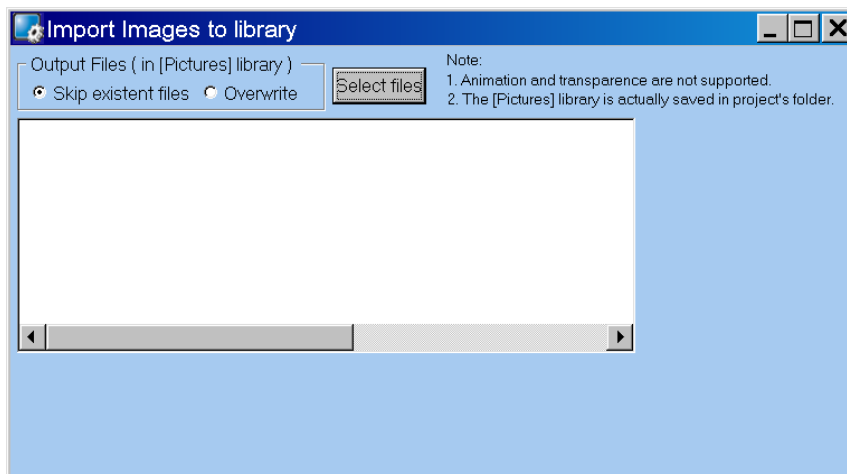 Import Images to library
Output Files ( in [Pictures] library )
Skip existent files Overwrite
Select files
Note:
1. Animation and transparence are not supported.
2. The [Pictures] library is actually saved in project's folder.